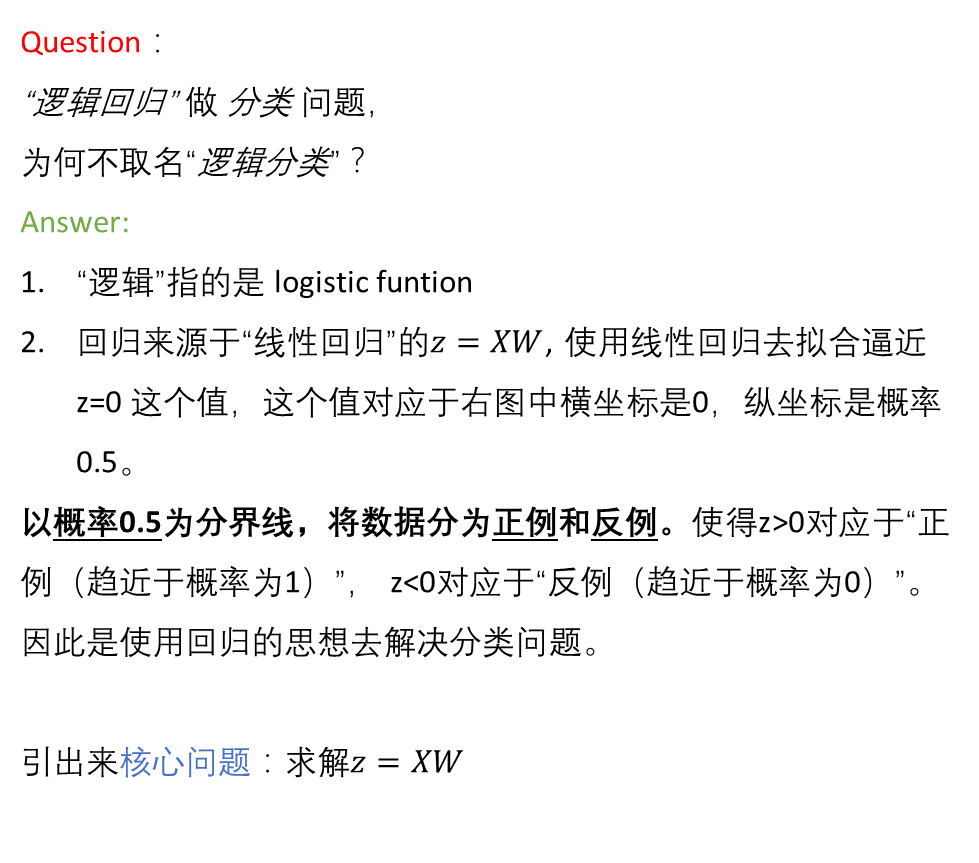 Question：
“逻辑回归”做 分类 问题，
为何不取名“逻辑分类”？
Answer:
1. “逻辑”指的是 logistic funtion
2. 回归来源于“线性回归”的z = XW, 使用线性回归去拟合逼近
z=0 这个值，这个值对应于右图中横坐标是0，纵坐标是概率
0.5。
以概率0.5为分界线，将数据分为正例和反例。使得z>0对应于“正
例（趋近于概率为1）”， z<0对应于“反例（趋近于概率为0）”。
因此是使用回归的思想去解决分类问题。
引出来核心问题：求解z = XW